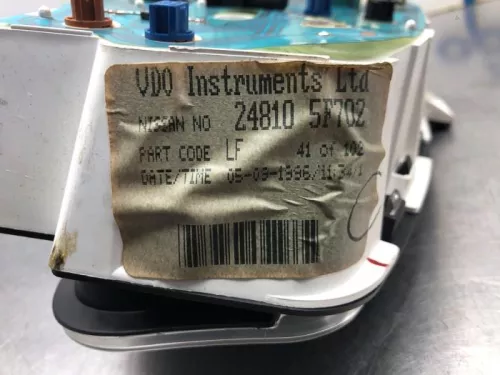 VDO Instruments Ltd
NISSAN NO 24810 5F702
PART CODE LF 41 of 102
DATE/TIME 05-09-1996/11:34/1
C